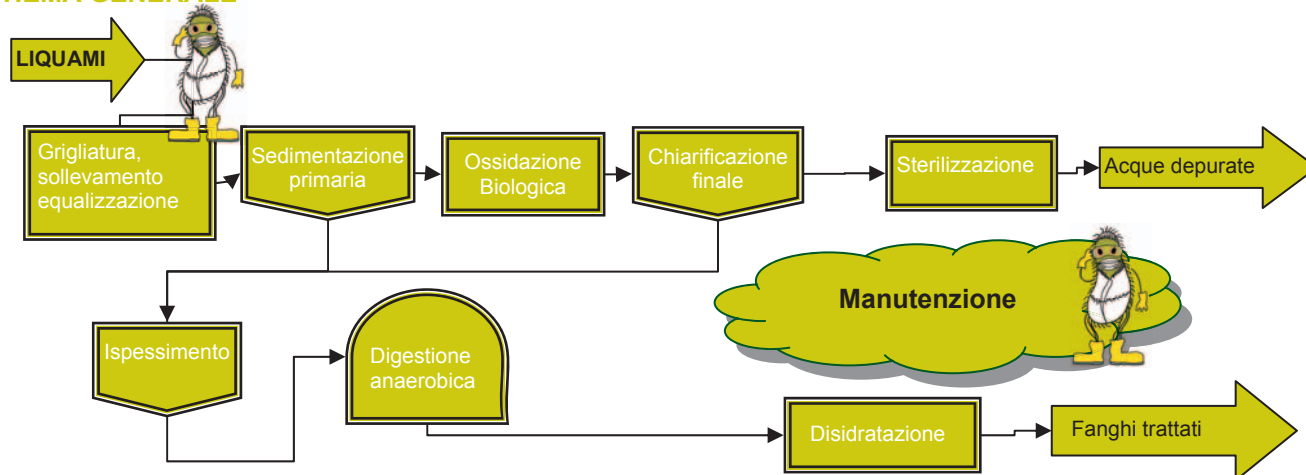 LIQUAMI
Grigliatura,
sollevamento
equalizzazione
Sedimentazione
primaria
Ossidazione
Biologica
Chiarificazione
finale
Sterilizzazione
Acque depurate
Manutenzione
Ispessimento
Digestione
anaerobica
Disidratazione
Fanghi trattati